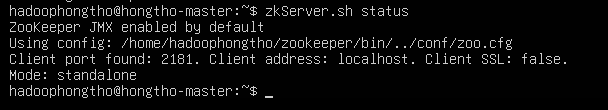 hadoophongtho@hongtho-master:~$ zkServer.sh status
ZooKeeper JMX enabled by default
Using config: /home/hadoophongtho/zookeeper/bin/../conf/zoo.cfg
Client port found: 2181. Client address: localhost. Client SSL: false.
Mode: standalone
hadoophongtho@hongtho-master:~$ _